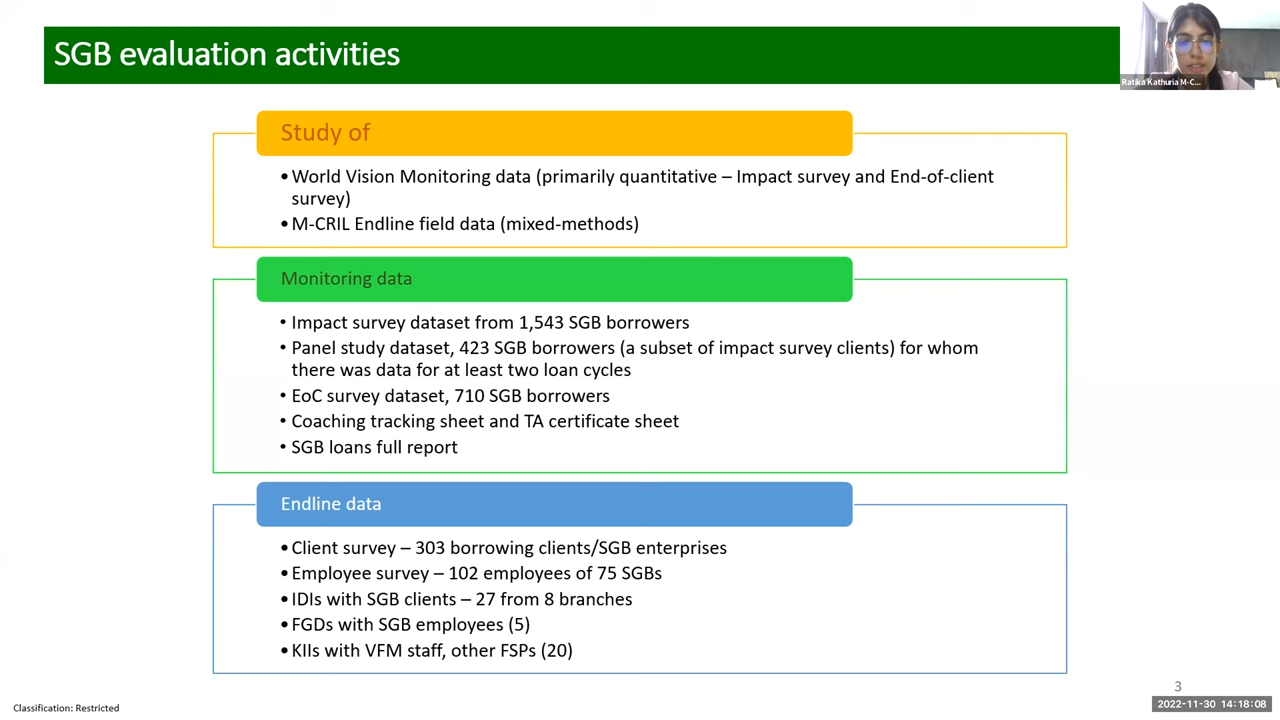 SGB evaluation activities
Ratika Kathuria M-C...
Study of
• World Vision Monitoring data (primarily quantitative – Impact survey and End-of-client
survey)
• M-CRIL Endline field data (mixed-methods)
Monitoring data
• Impact survey dataset from 1,543 SGB borrowers
• Panel study dataset, 423 SGB borrowers (a subset of impact survey clients) for whom
there was data for at least two loan cycles
• EoC survey dataset, 710 SGB borrowers
• Coaching tracking sheet and TA certificate sheet
• SGB loans full report
Endline data
• Client survey – 303 borrowing clients/SGB enterprises
• Employee survey – 102 employees of 75 SGBs
• IDIs with SGB clients – 27 from 8 branches
• FGDs with SGB employees (5)
• KIIs with VFM staff, other FSPs (20)
3
Classification: Restricted
2022-11-30 14:18:08